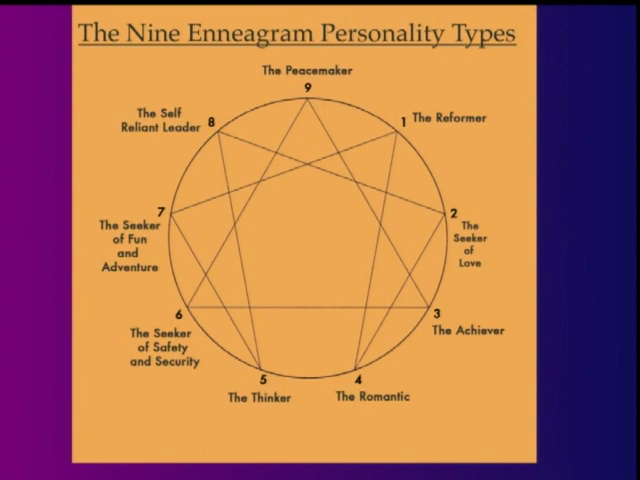 The Nine Enneagram Personality Types
The Peacemaker
9
The Self
Reliant Leader
8
1
The Reformer
7
The Seeker
of Fun
and
Adventure
2
The
Seeker
of
Love
6
The Seeker
of Safety
and Security
3
The Achiever
5
The Thinker
4
The Romantic